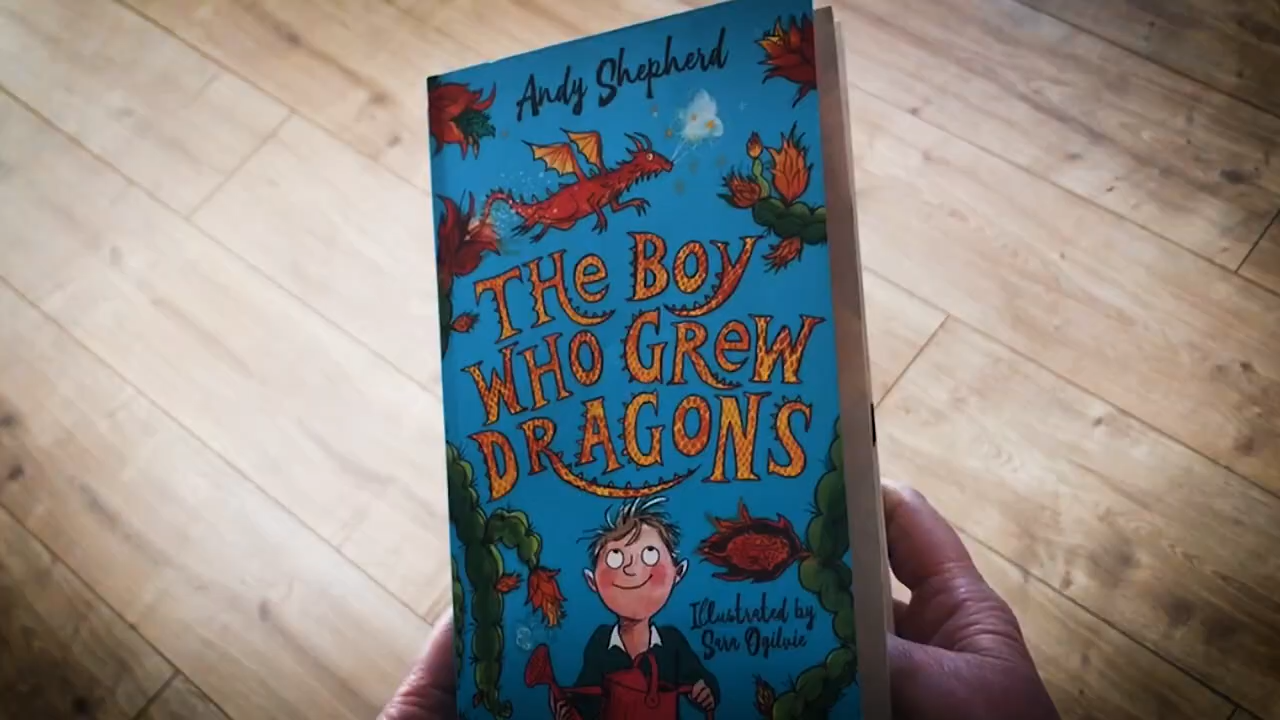 Andy Shepherd
THe BOy
WHO GReW
DRAGONS
Illustrated by
Sara Ogilvie